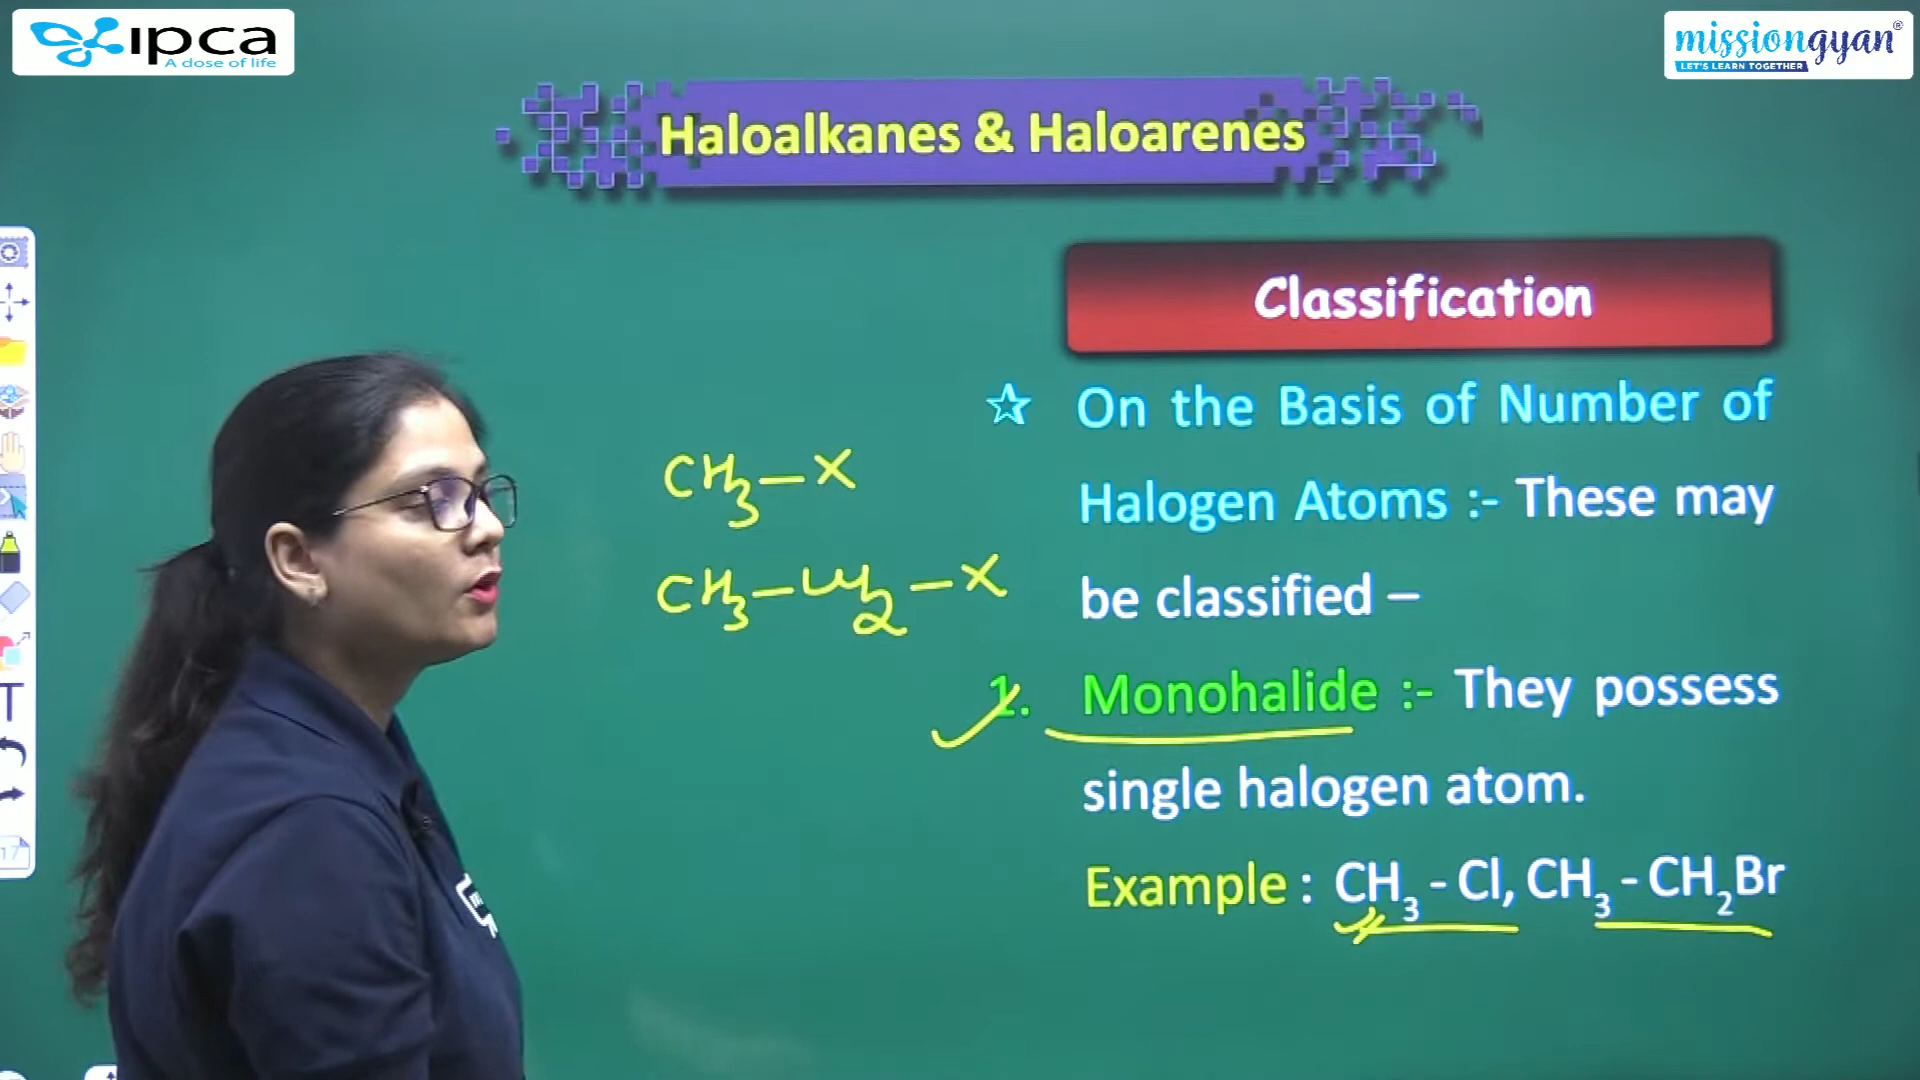 ipca
A dose of life
missiongyan®
LET'S LEARN TOGETHER
Haloalkanes & Haloarenes
Classification
☆ On the Basis of Number of
Halogen Atoms :- These may
be classified –
1. Monohalide :- They possess
single halogen atom.
Example : CH₃ - Cl, CH₃ - CH₂Br
CH₃–X
CH₃–CH₂–X
T
17